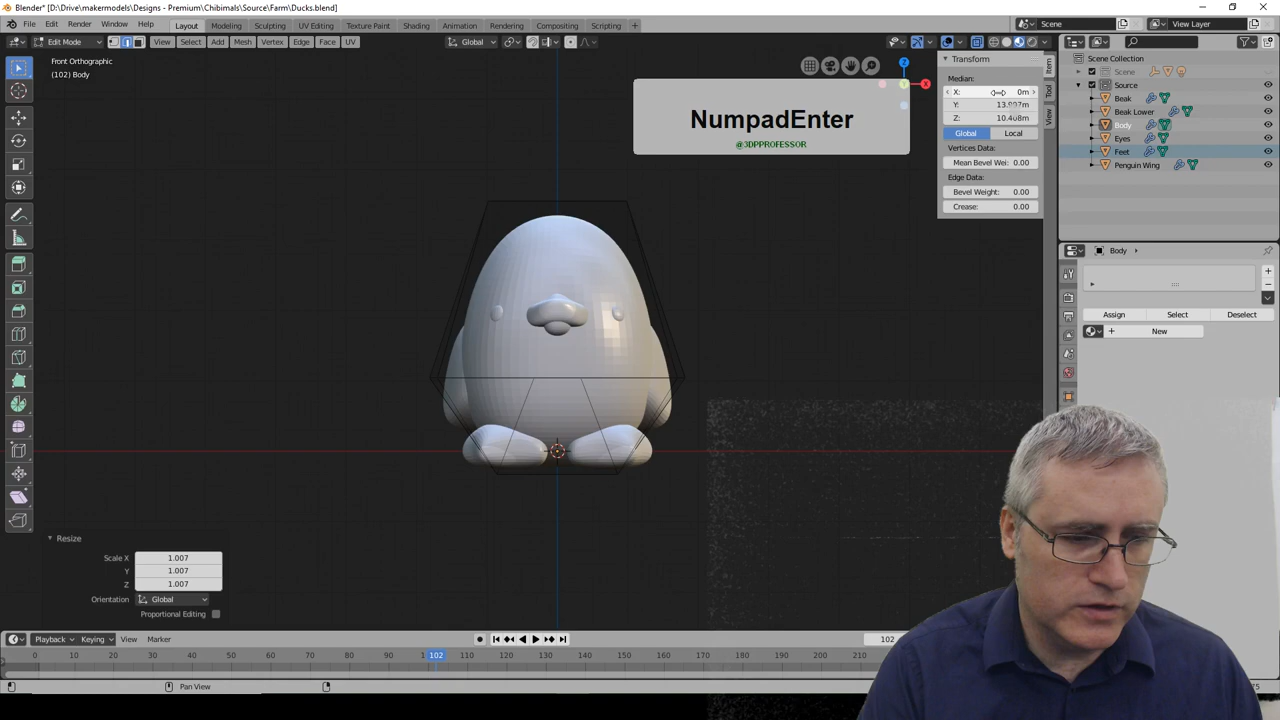 Blender* [D:\Drive\makermodels\Designs - Premium\Chibimals\Source\Farm\Ducks.blend]
File Edit Render Window Help Layout Modeling Sculpting UV Editing Texture Paint Shading Animation Rendering Compositing Scripting + Scene View Layer
Edit Mode View Select Add Mesh Vertex Edge Face UV Global
Front Orthographic
(102) Body
NumpadEnter
@3DPPROFESSOR
X
Transform
Median:
X: 0m
Y: 13.997m
Z: 10.408m
Global Local
Vertices Data:
Mean Bevel Wei: 0.00
Edge Data:
Bevel Weight: 0.00
Crease: 0.00
Item
Tool
View
Scene Collection
Scene
Source
Beak
Beak Lower
Body
Eyes
Feet
Penguin Wing
Body
Assign Select Deselect
New
Resize
Scale X 1.007
Y 1.007
Z 1.007
Orientation Global
Proportional Editing
Playback Keying View Marker 102
0 10 20 30 40 50 60 70 80 90 1 102 110 120 130 140 150 160 170 180 190 200 210
Pan View